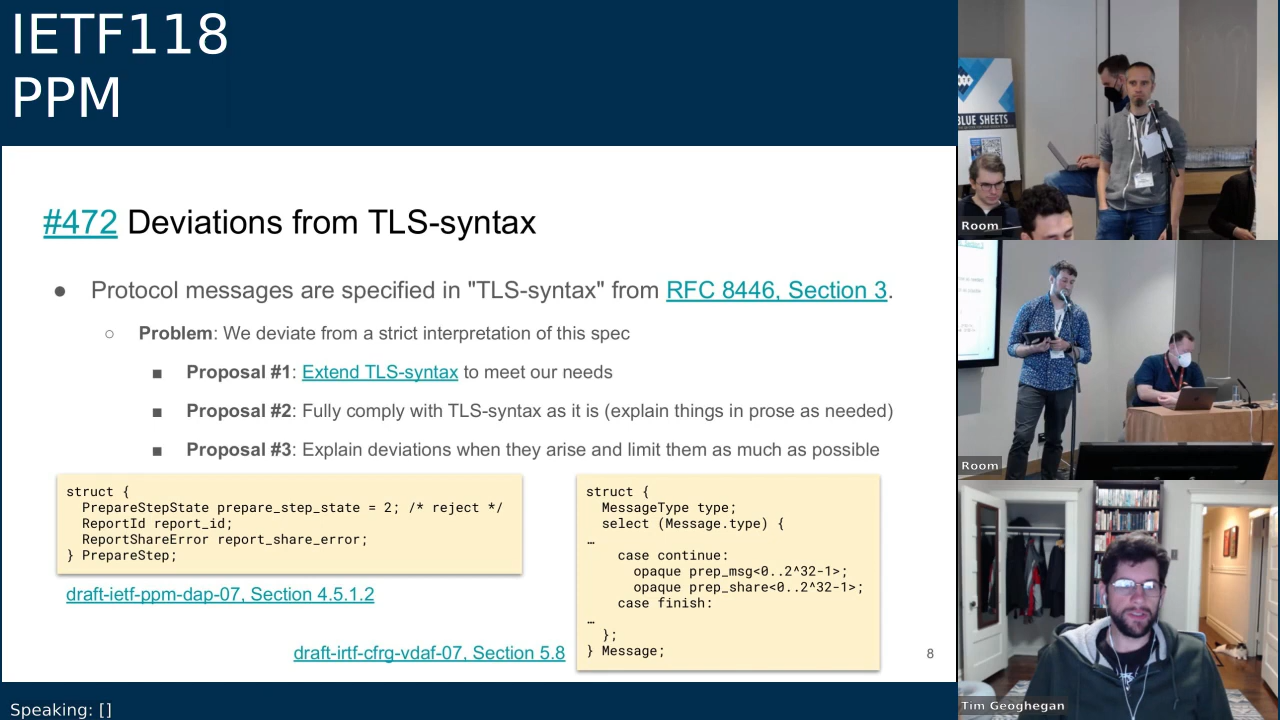 IETF118
PPM
#472 Deviations from TLS-syntax
● Protocol messages are specified in "TLS-syntax" from RFC 8446, Section 3.
○ Problem: We deviate from a strict interpretation of this spec
■ Proposal #1: Extend TLS-syntax to meet our needs
■ Proposal #2: Fully comply with TLS-syntax as it is (explain things in prose as needed)
■ Proposal #3: Explain deviations when they arise and limit them as much as possible
struct {
  PrepareStepState prepare_step_state = 2; /* reject */
  ReportId report_id;
  ReportShareError report_share_error;
} PrepareStep;
draft-ietf-ppm-dap-07, Section 4.5.1.2
struct {
  MessageType type;
  select (Message.type) {
…
    case continue:
      opaque prep_msg<0..2^32-1>;
      opaque prep_share<0..2^32-1>;
    case finish:
…
  };
} Message;
draft-irtf-cfrg-vdaf-07, Section 5.8
8
Speaking: []
BLUE SHEETS
Room
Room
Tim Geoghegan